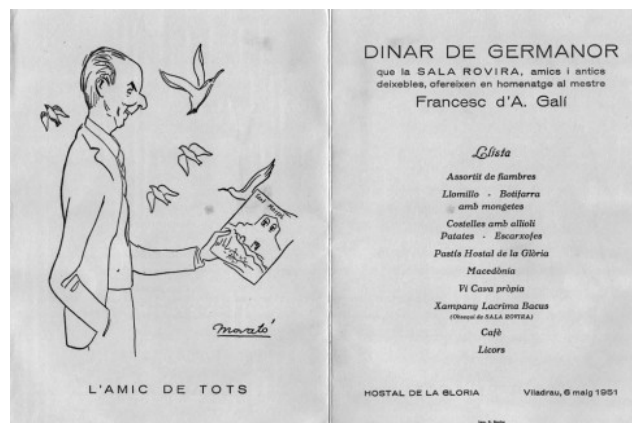 Morató
L'AMIC DE TOTS
DINAR DE GERMANOR
que la SALA ROVIRA, amics i antics
deixebles, ofereixen en homenatge al mestre
Francesc d'A. Galí
Llista
Assortit de fiambres
Llomillo - Botifarra
amb mongetes
Costelles amb allioli
Patates - Escarxofes
Pastís Hostal de la Glòria
Macedònia
Vi Cava pròpia
Xampany Lacrima Bacus
(Obsequi de SALA ROVIRA)
Cafè
Licors
HOSTAL DE LA GLORIA
Viladrau, 6 maig 1951